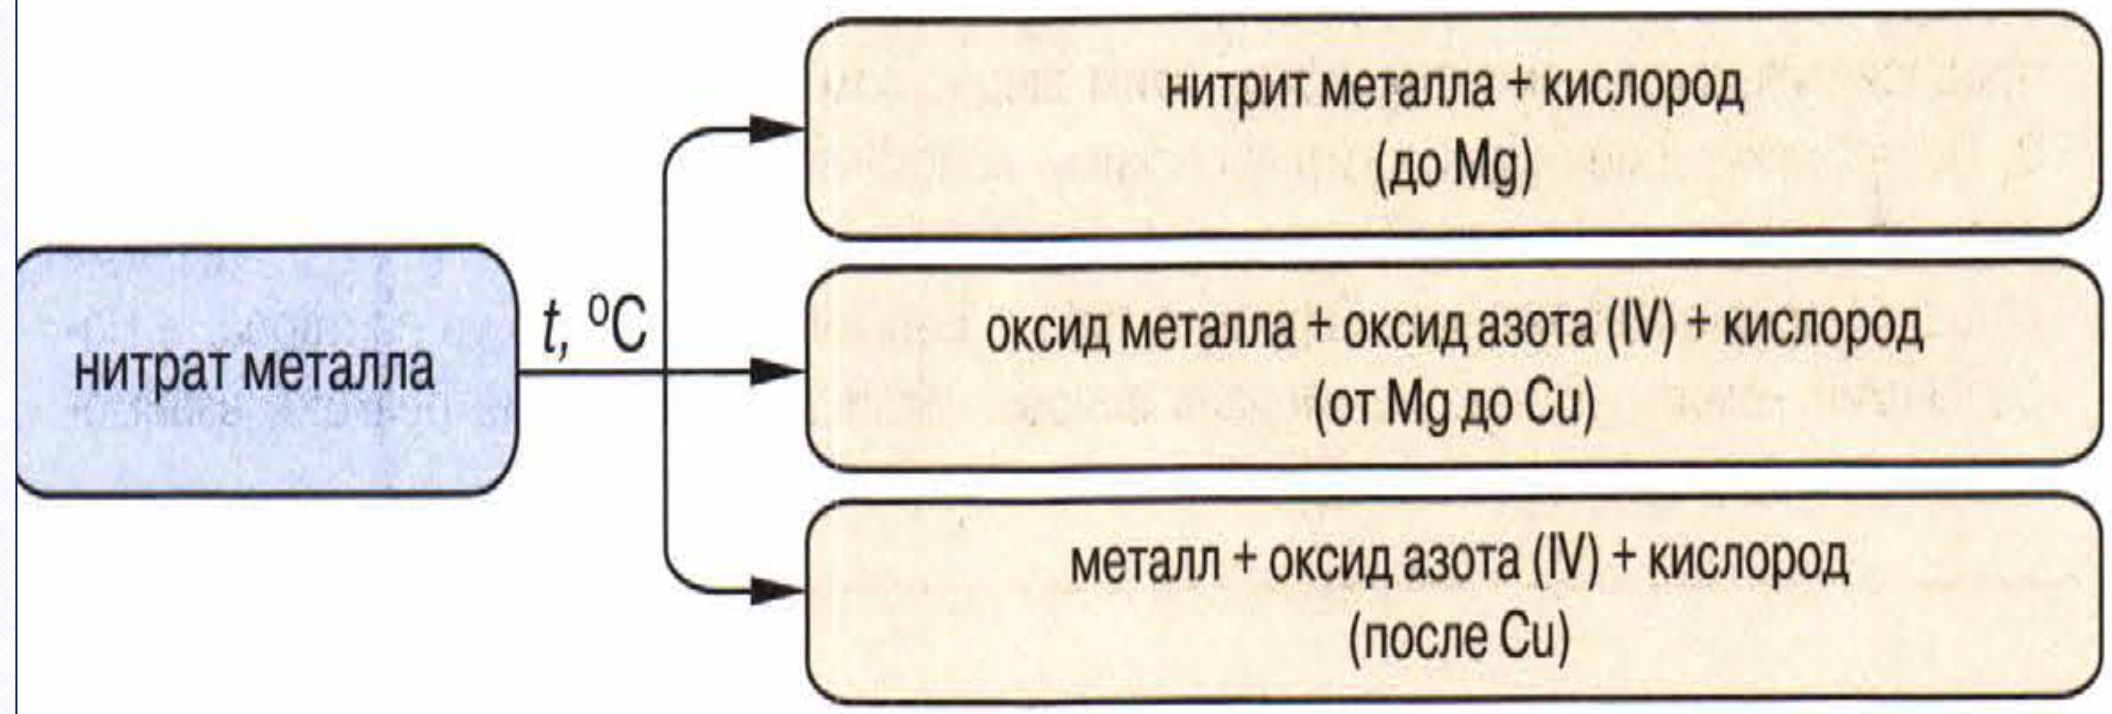 нитрат металла
t, ⁰C
нитрит металла + кислород
(до Mg)
оксид металла + оксид азота (IV) + кислород
(от Mg до Cu)
металл + оксид азота (IV) + кислород
(после Cu)